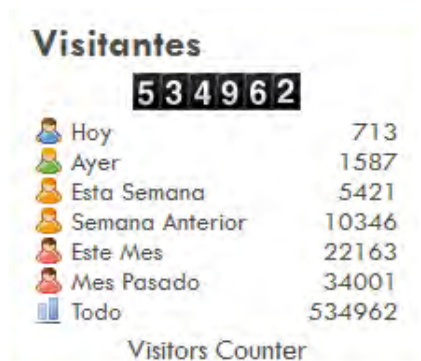 Visitantes
534962
Hoy 713
Ayer 1587
Esta Semana 5421
Semana Anterior 10346
Este Mes 22163
Mes Pasado 34001
Todo 534962
Visitors Counter